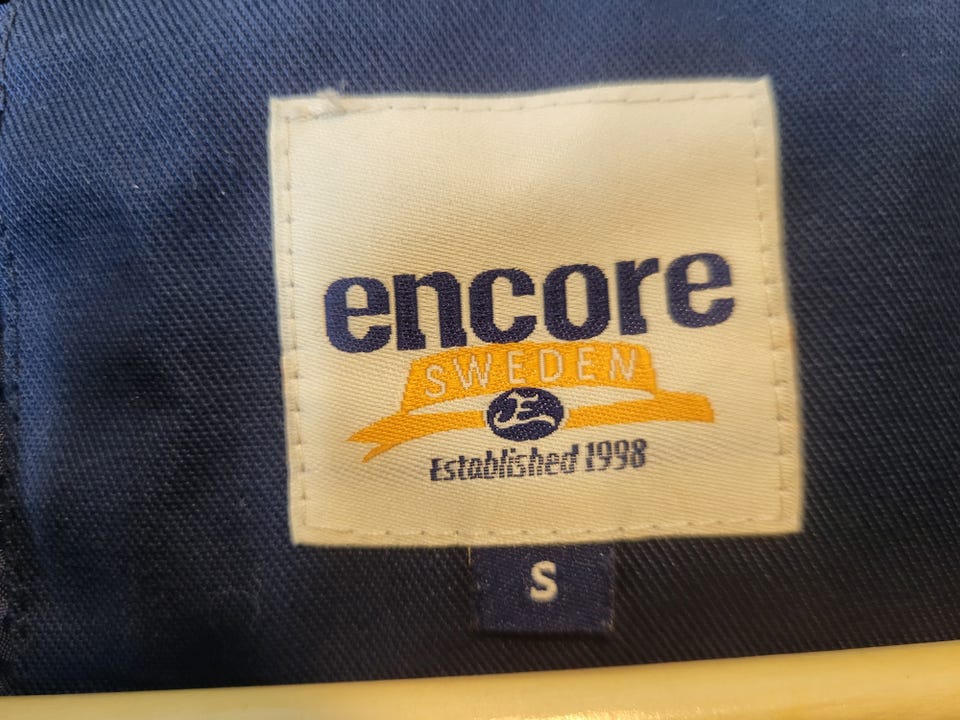 encore
SWEDEN
E
Established 1998
S